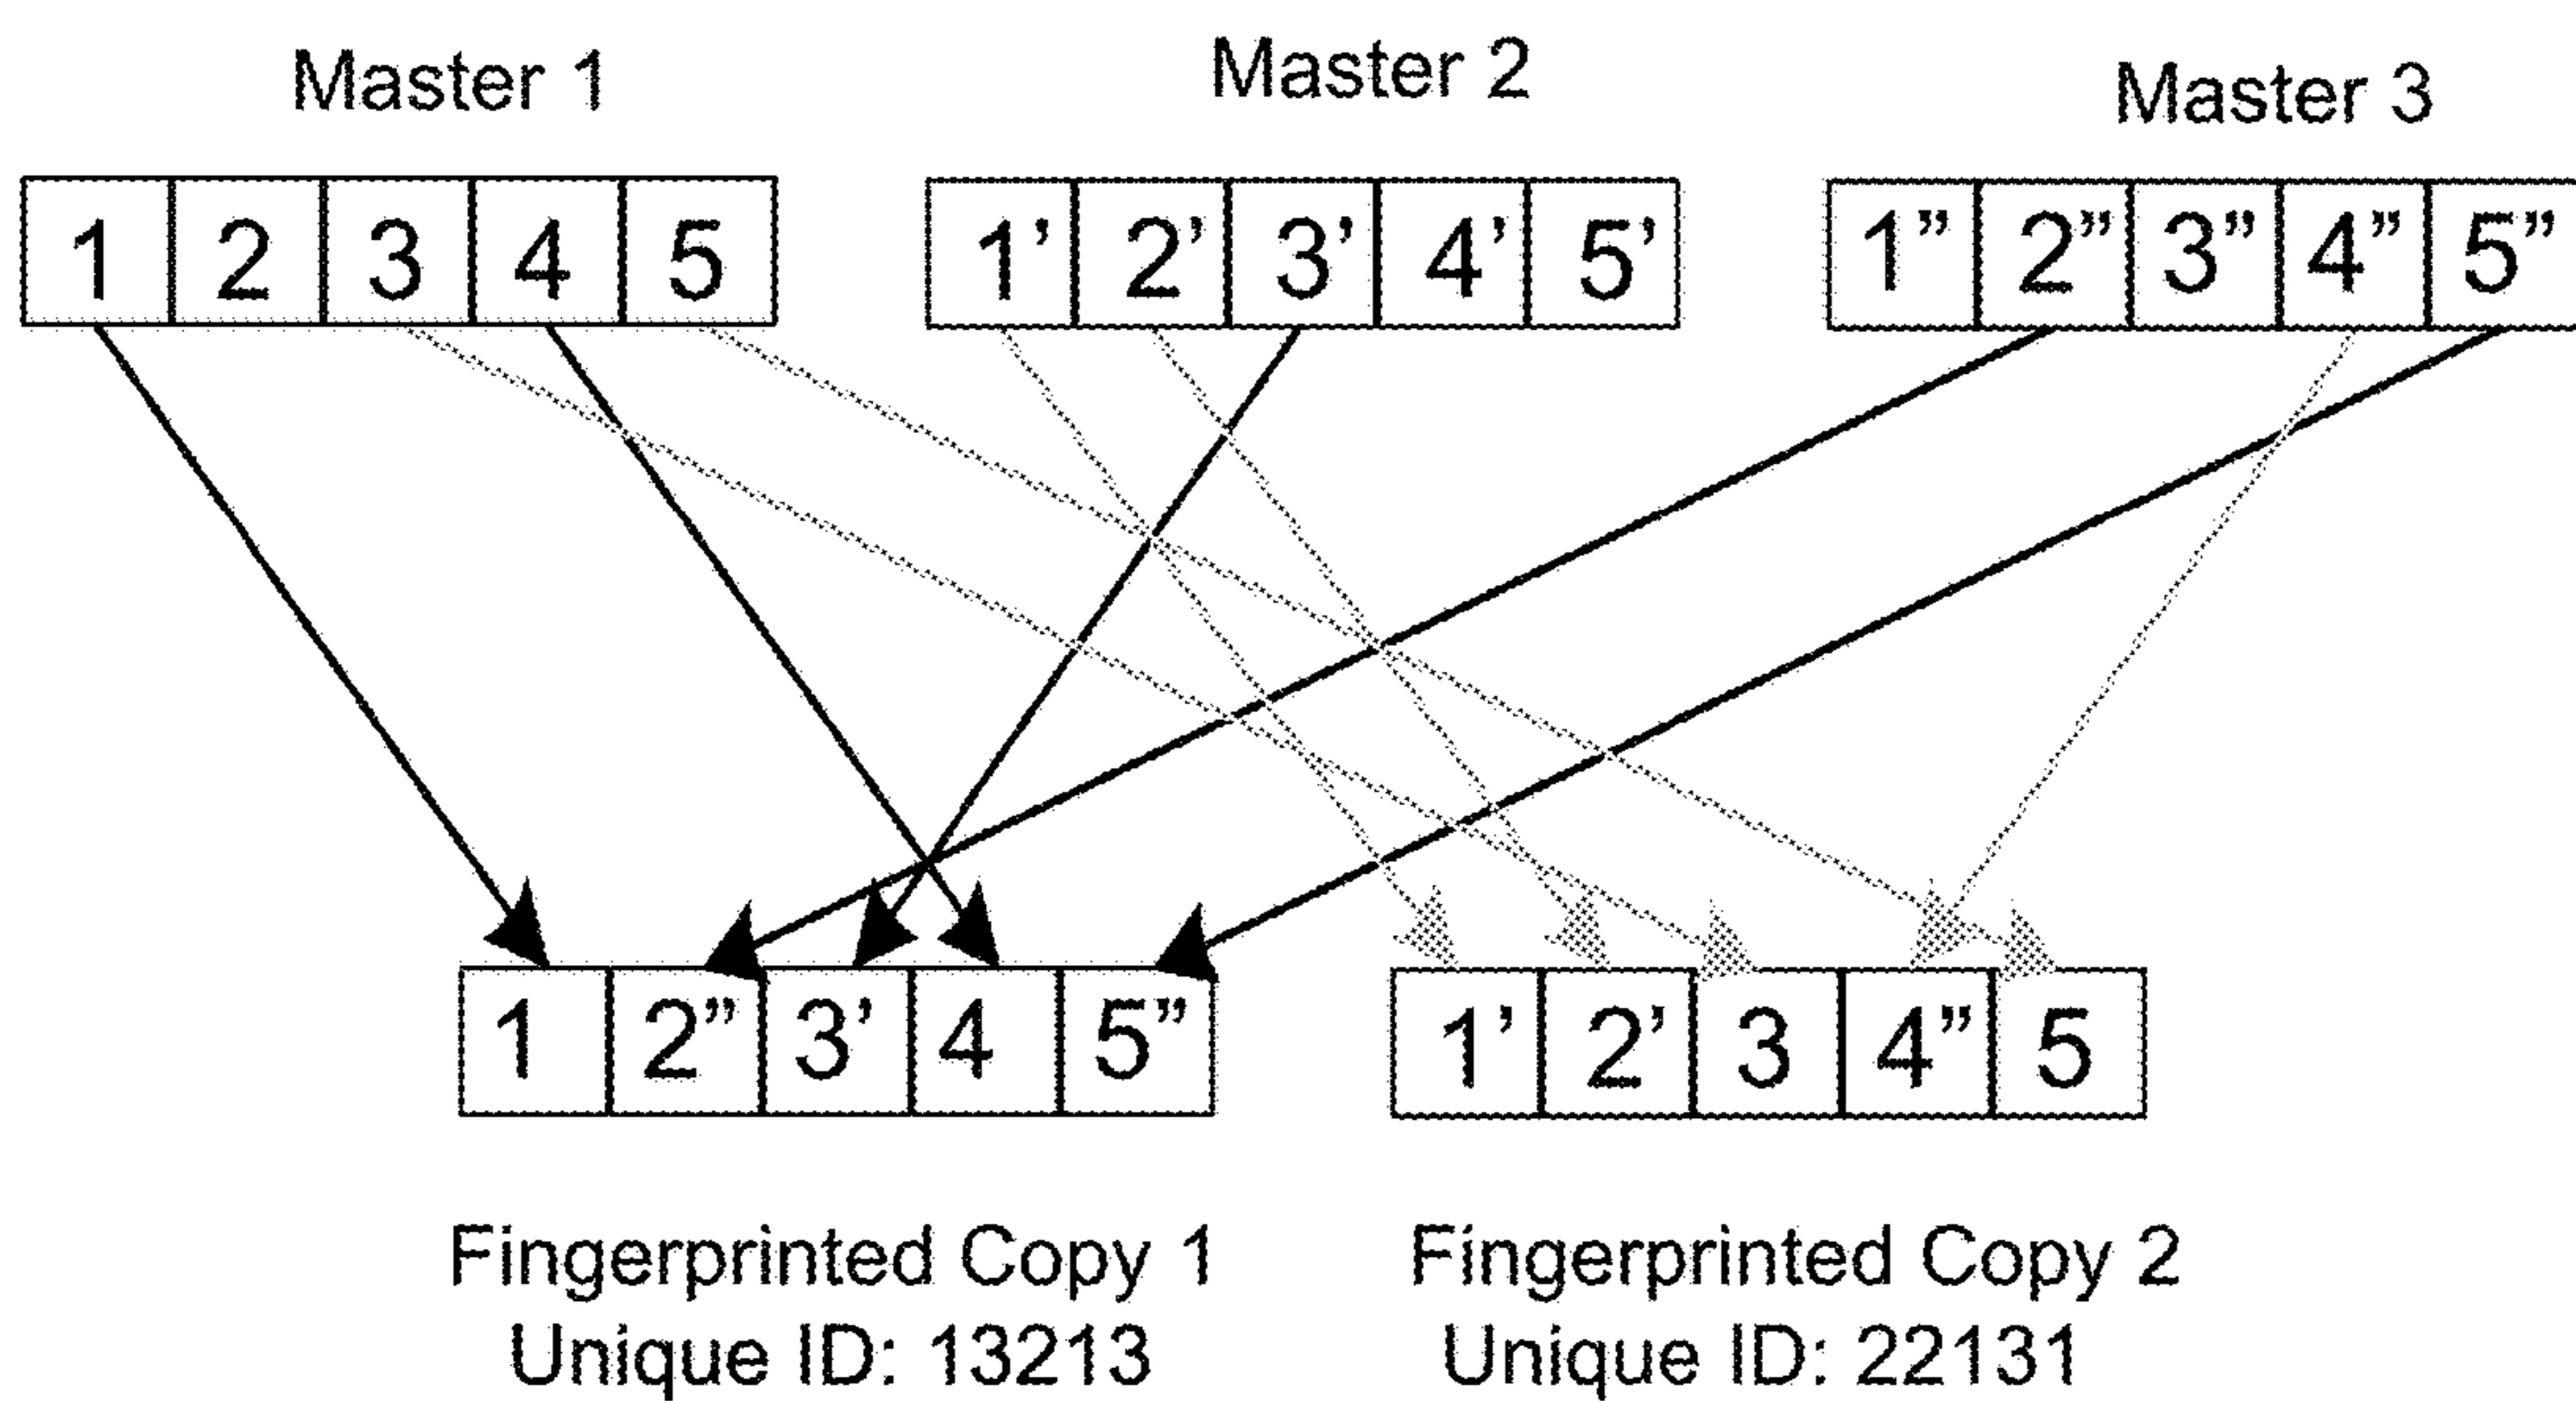 Master 1 Master 2 Master 3
1 2 3 4 5 1’ 2’ 3’ 4’ 5’ 1” 2” 3” 4” 5”
1 2” 3’ 4 5” 1’ 2’ 3 4” 5
Fingerprinted Copy 1 Fingerprinted Copy 2
Unique ID: 13213 Unique ID: 22131